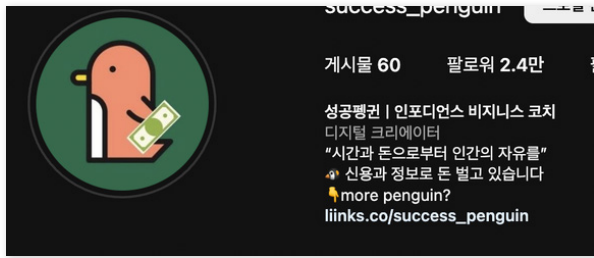 success_penguin
게시물 60 팔로워 2.4만
성공펭귄 | 인포디언스 비지니스 코치
디지털 크리에이터
“시간과 돈으로부터 인간의 자유를”
신용과 정보로 돈 벌고 있습니다
👇more penguin?
liinks.co/success_penguin